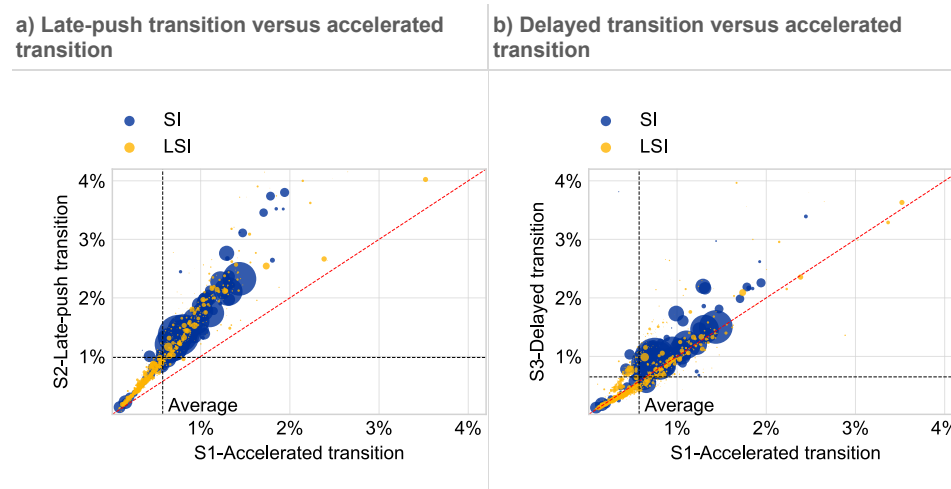 a) Late-push transition versus accelerated
transition
SI
LSI
4%
3%
2%
1%
S2-Late-push transition
Average
1%
2%
3%
4%
S1-Accelerated transition
b) Delayed transition versus accelerated
transition
SI
LSI
4%
3%
2%
1%
S3-Delayed transition
Average
1%
2%
3%
4%
S1-Accelerated transition